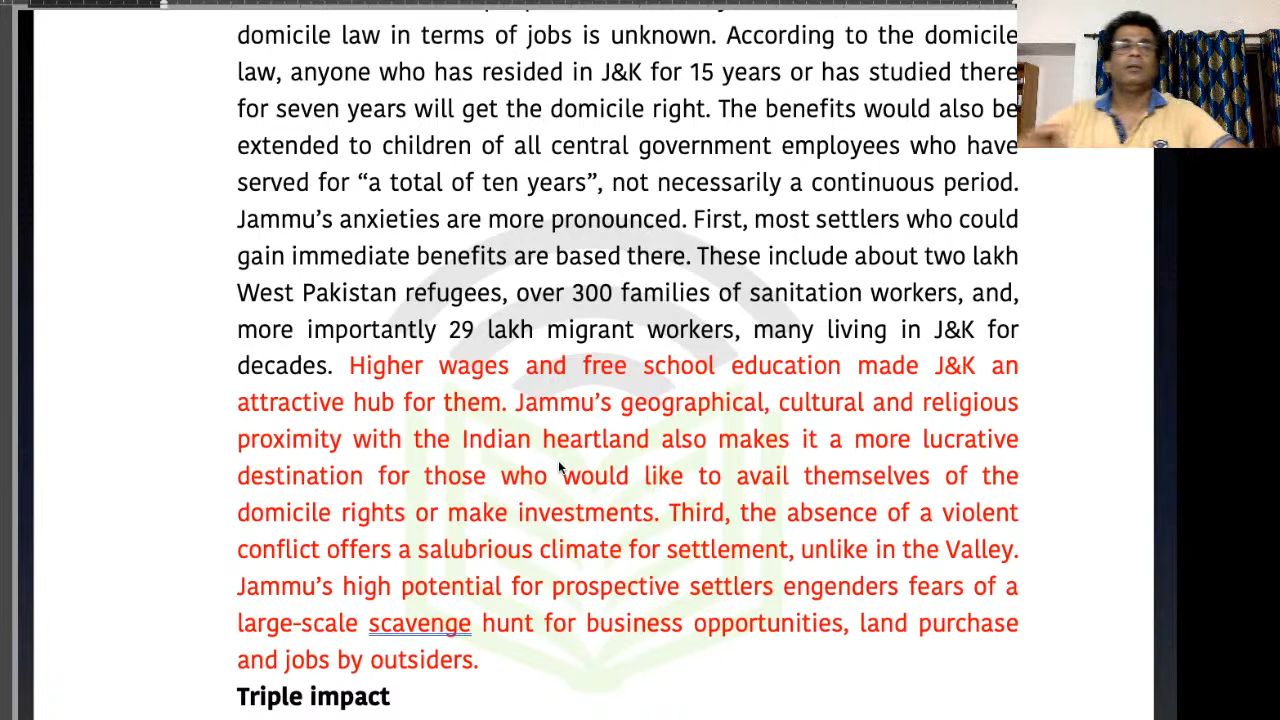 domicile law in terms of jobs is unknown. According to the domicile
law, anyone who has resided in J&K for 15 years or has studied there
for seven years will get the domicile right. The benefits would also be
extended to children of all central government employees who have
served for “a total of ten years”, not necessarily a continuous period.
Jammu’s anxieties are more pronounced. First, most settlers who could
gain immediate benefits are based there. These include about two lakh
West Pakistan refugees, over 300 families of sanitation workers, and,
more importantly 29 lakh migrant workers, many living in J&K for
decades. Higher wages and free school education made J&K an
attractive hub for them. Jammu’s geographical, cultural and religious
proximity with the Indian heartland also makes it a more lucrative
destination for those who would like to avail themselves of the
domicile rights or make investments. Third, the absence of a violent
conflict offers a salubrious climate for settlement, unlike in the Valley.
Jammu’s high potential for prospective settlers engenders fears of a
large-scale scavenge hunt for business opportunities, land purchase
and jobs by outsiders.
Triple impact